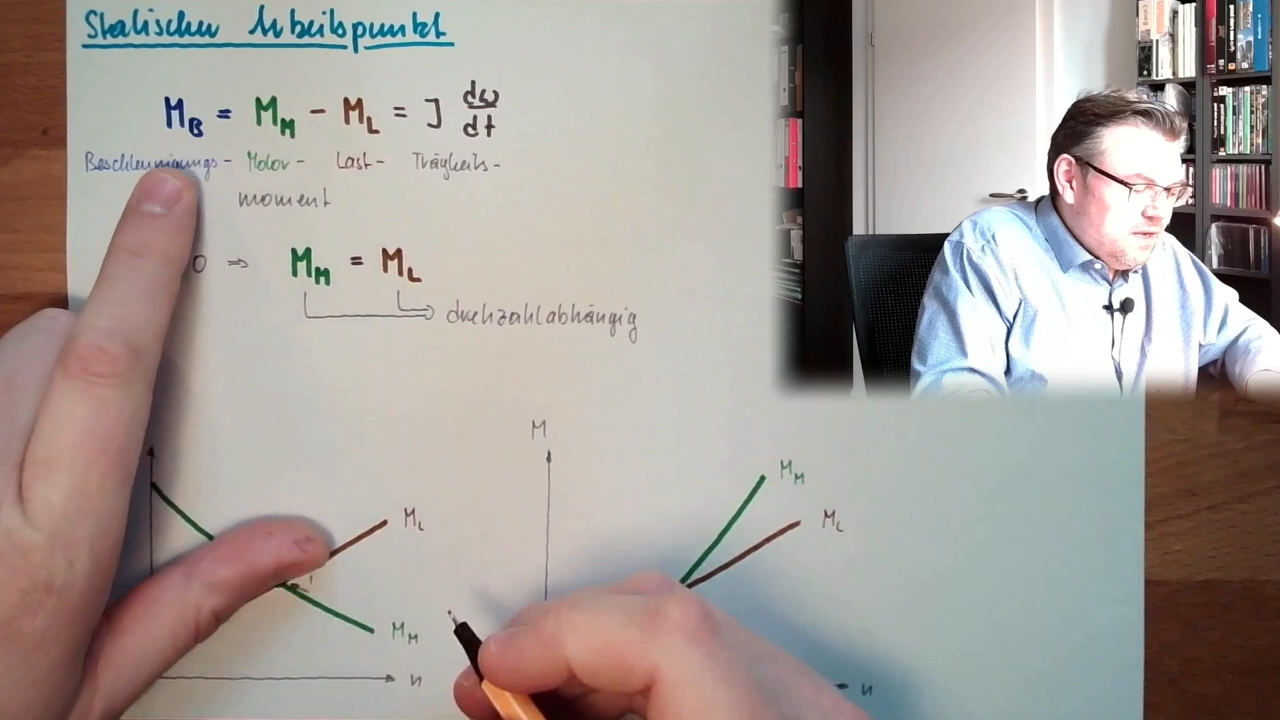 Statischer Arbeitspunkt
M_B = M_M - M_L = J dω/dt
Beschleunigungs- Motor- Last- Trägheits-
moment
0 ⇒ M_M = M_L
drehzahlabhängig
M
M_M
M_L
M_L
M_M
n
n